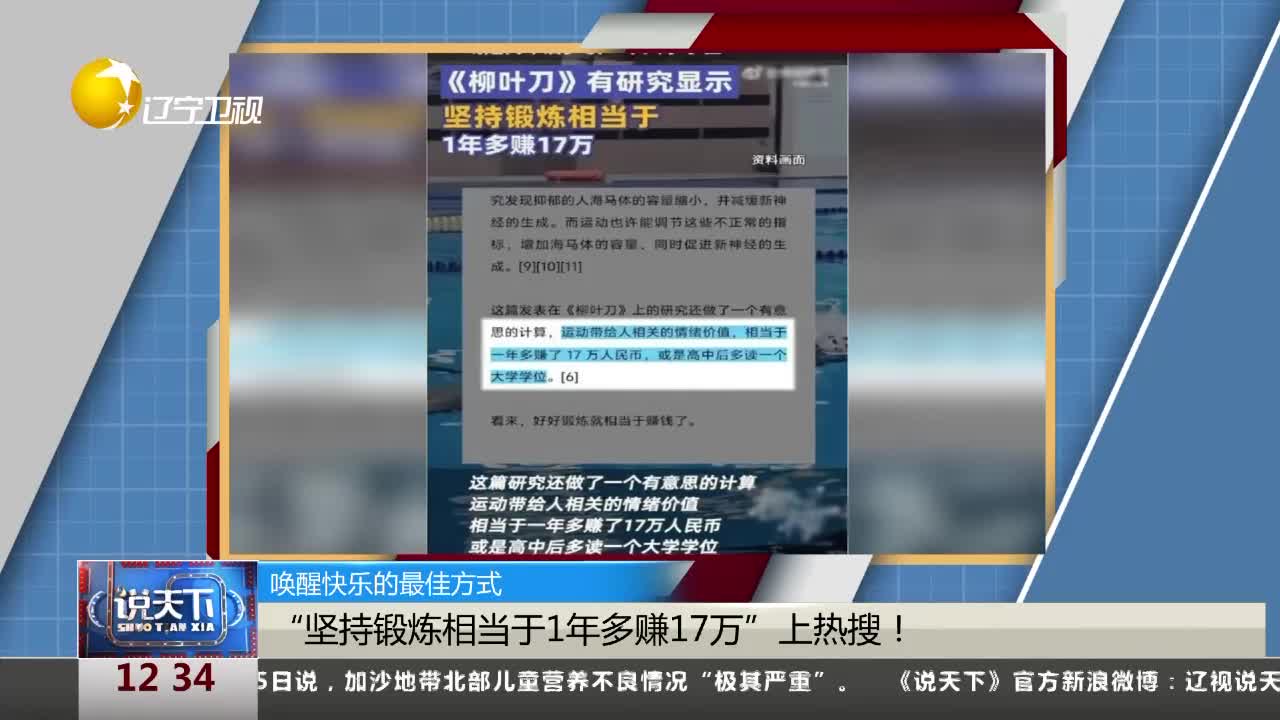 辽宁卫视
《柳叶刀》有研究显示
坚持锻炼相当于
1年多赚17万
资料画面
究发现抑郁的人海马体的容量缩小，并减缓新神
经的生成。而运动也许能调节这些不正常的指
标，增加海马体的容量、同时促进新神经的生
成。[9][10][11]
这篇发表在《柳叶刀》上的研究还做了一个有意
思的计算，运动带给人相关的情绪价值，相当于
一年多赚了 17 万人民币，或是高中后多读一个
大学学位。[6]
看来，好好锻炼就相当于赚钱了。
这篇研究还做了一个有意思的计算
运动带给人相关的情绪价值
相当于一年多赚了17万人民币
或是高中后多读一个大学学位
说天下
SHUO TIAN XIA
唤醒快乐的最佳方式
“坚持锻炼相当于1年多赚17万”上热搜！
12 34
5日说，加沙地带北部儿童营养不良情况“极其严重”。 《说天下》官方新浪微博：辽视说天